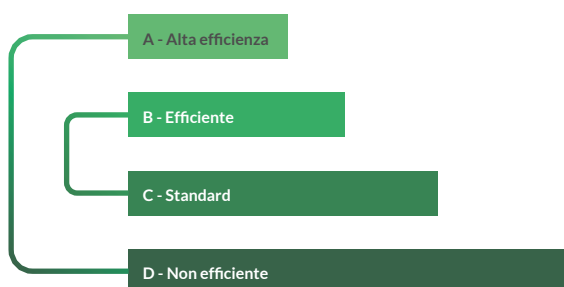 A - Alta efficienza
B - Efficiente
C - Standard
D - Non efficiente